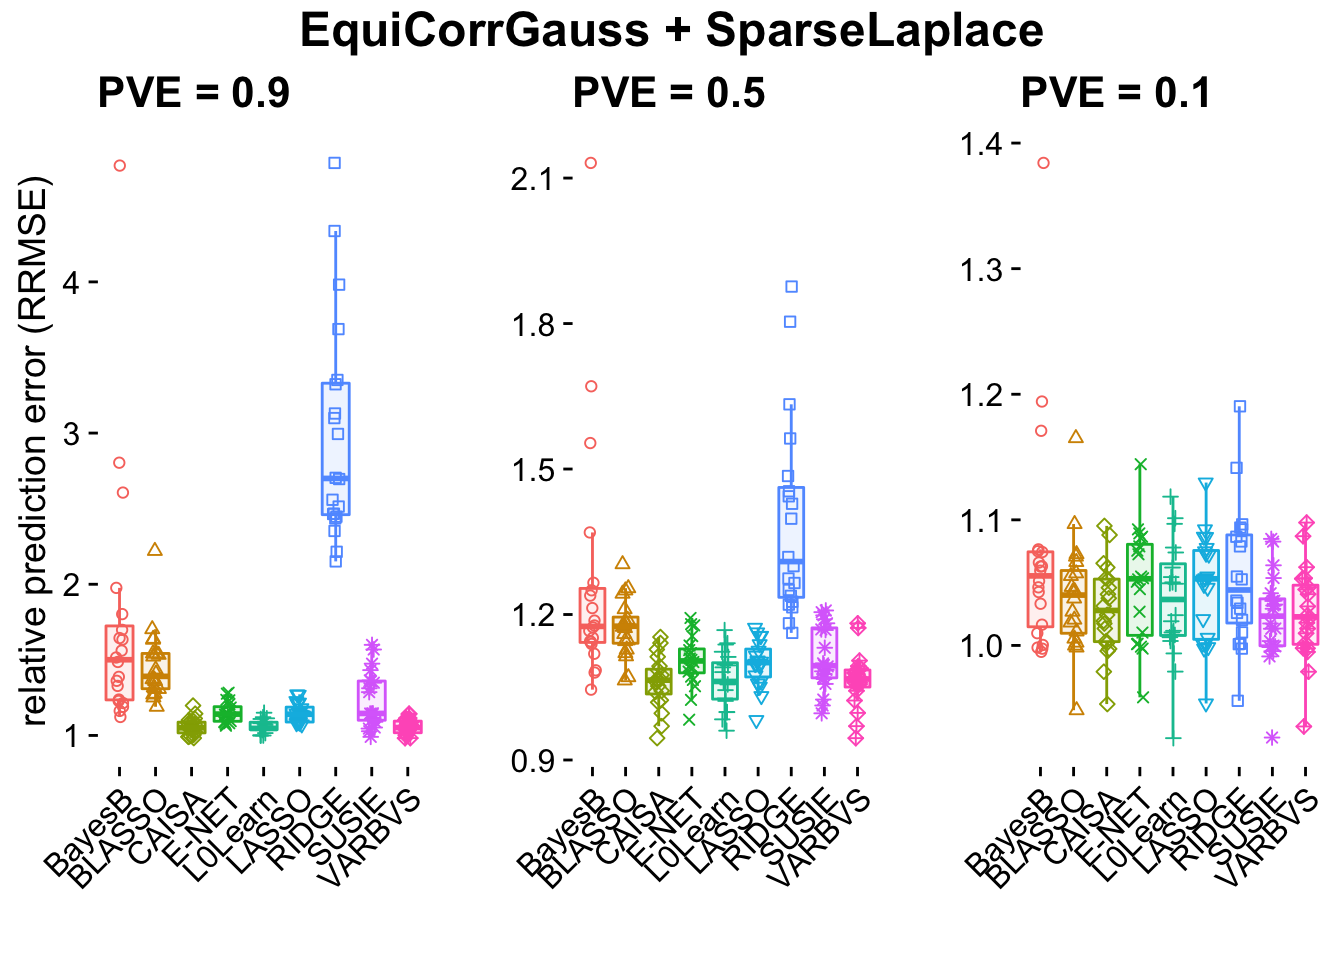 EquiCorrGauss + SparseLaplace
PVE = 0.9
PVE = 0.5
PVE = 0.1
relative prediction error (RRMSE)
4
3
2
1
BayesB
BLASSO
CAISA
E-NET
L0Learn
LASSO
RIDGE
SUSIE
VARBVS
2.1
1.8
1.5
1.2
0.9
BayesB
BLASSO
CAISA
E-NET
L0Learn
LASSO
RIDGE
SUSIE
VARBVS
1.4
1.3
1.2
1.1
1.0
BayesB
BLASSO
CAISA
E-NET
L0Learn
LASSO
RIDGE
SUSIE
VARBVS